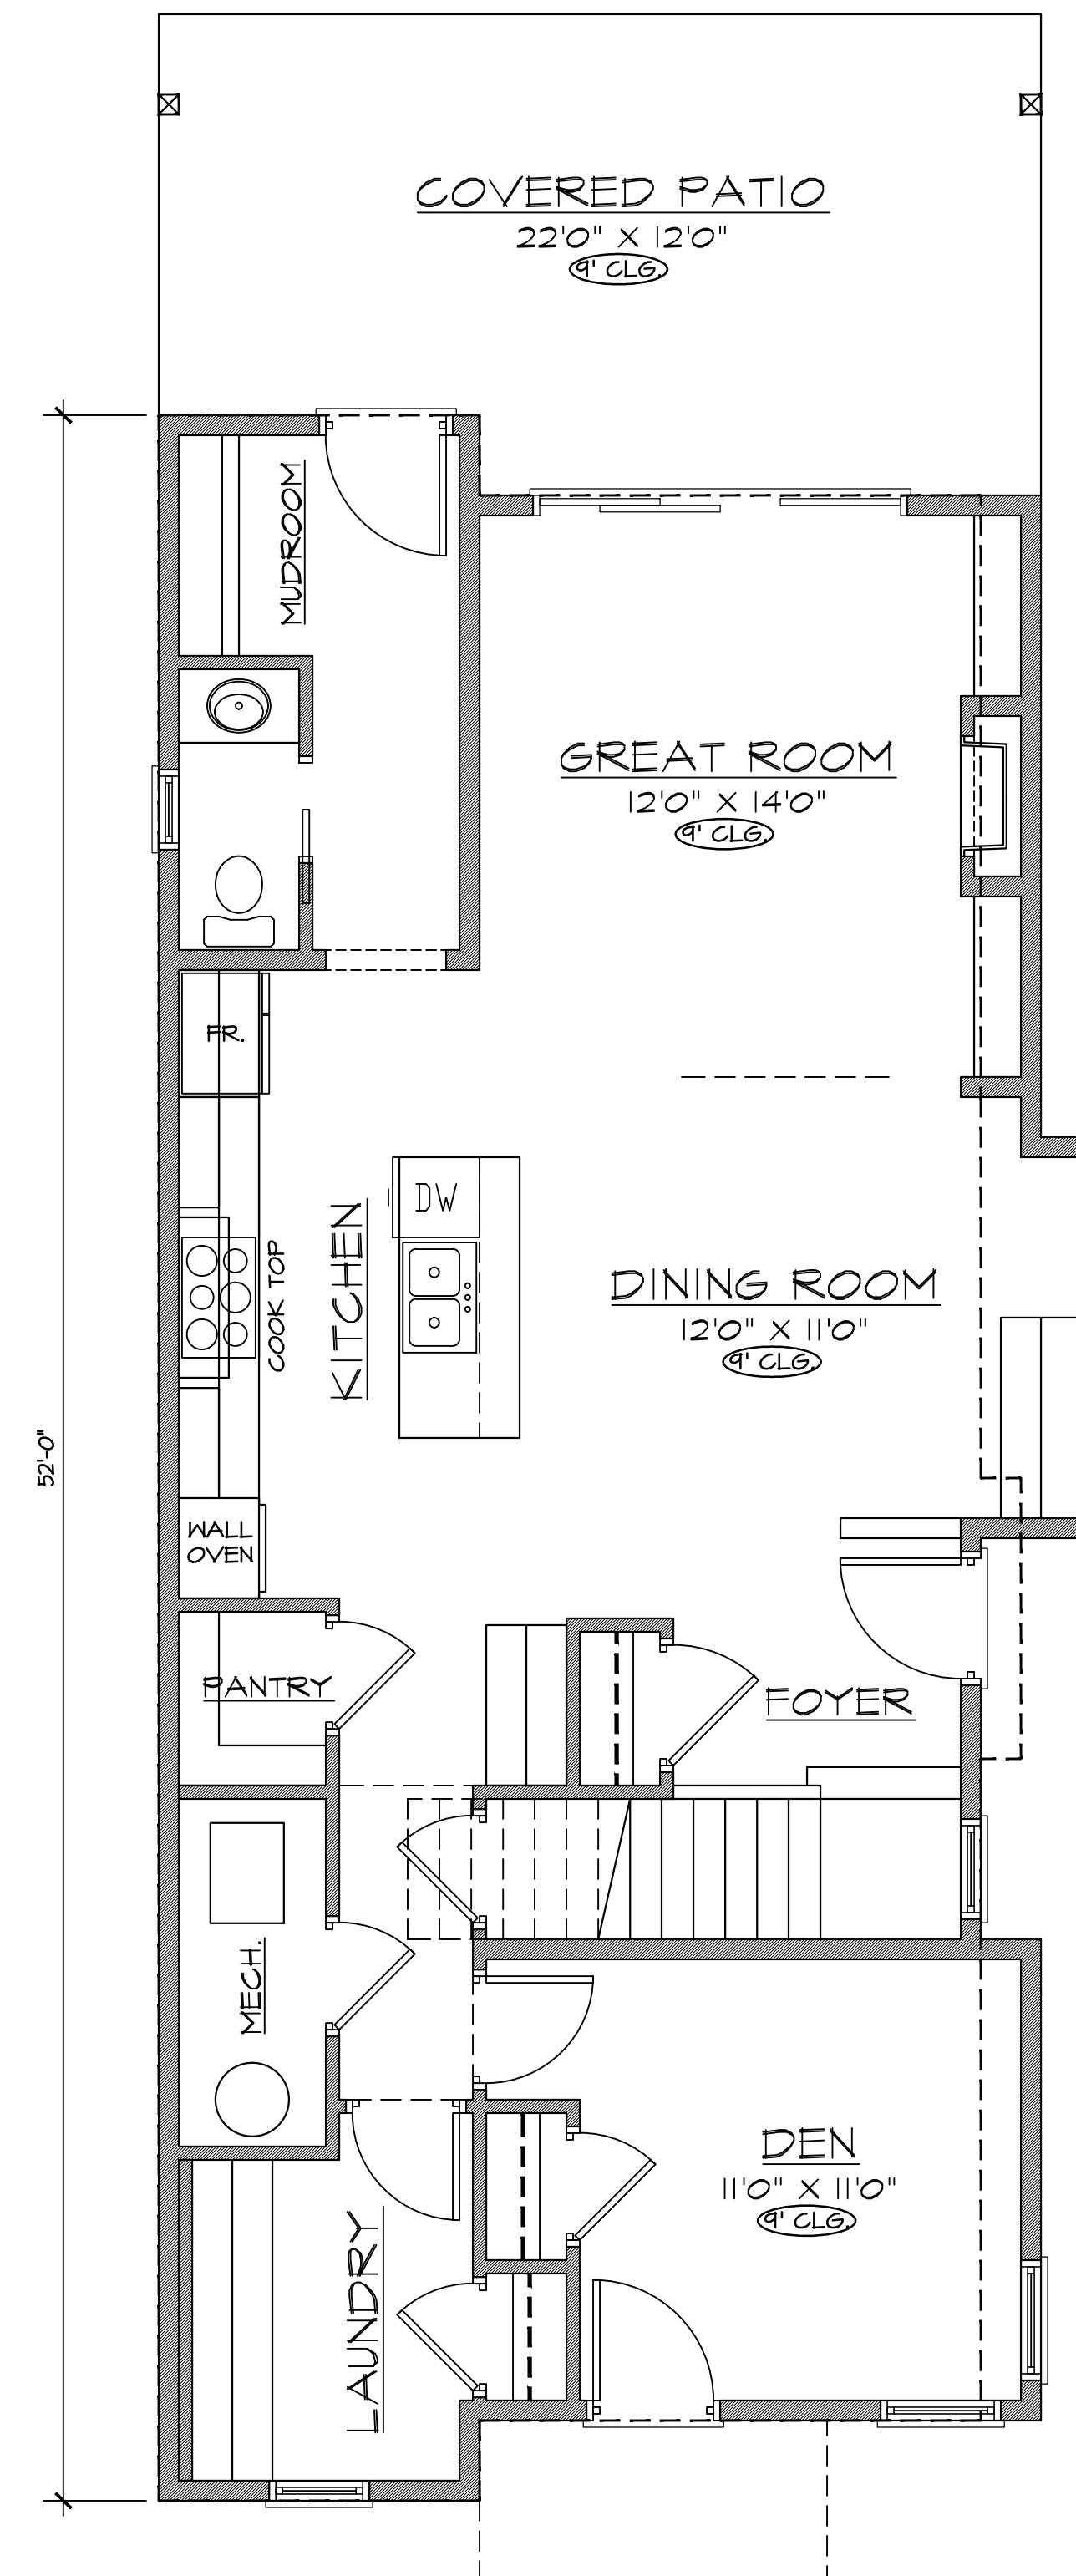 COVERED PATIO
22'0" X 12'0"
9' CLG.
MUDROOM
GREAT ROOM
12'0" X 14'0"
9' CLG.
FR.
KITCHEN
DW
COOK TOP
DINING ROOM
12'0" X 11'0"
9' CLG.
52'-0"
WALL
OVEN
PANTRY
FOYER
MECH.
DEN
11'0" X 11'0"
9' CLG.
LAUNDRY